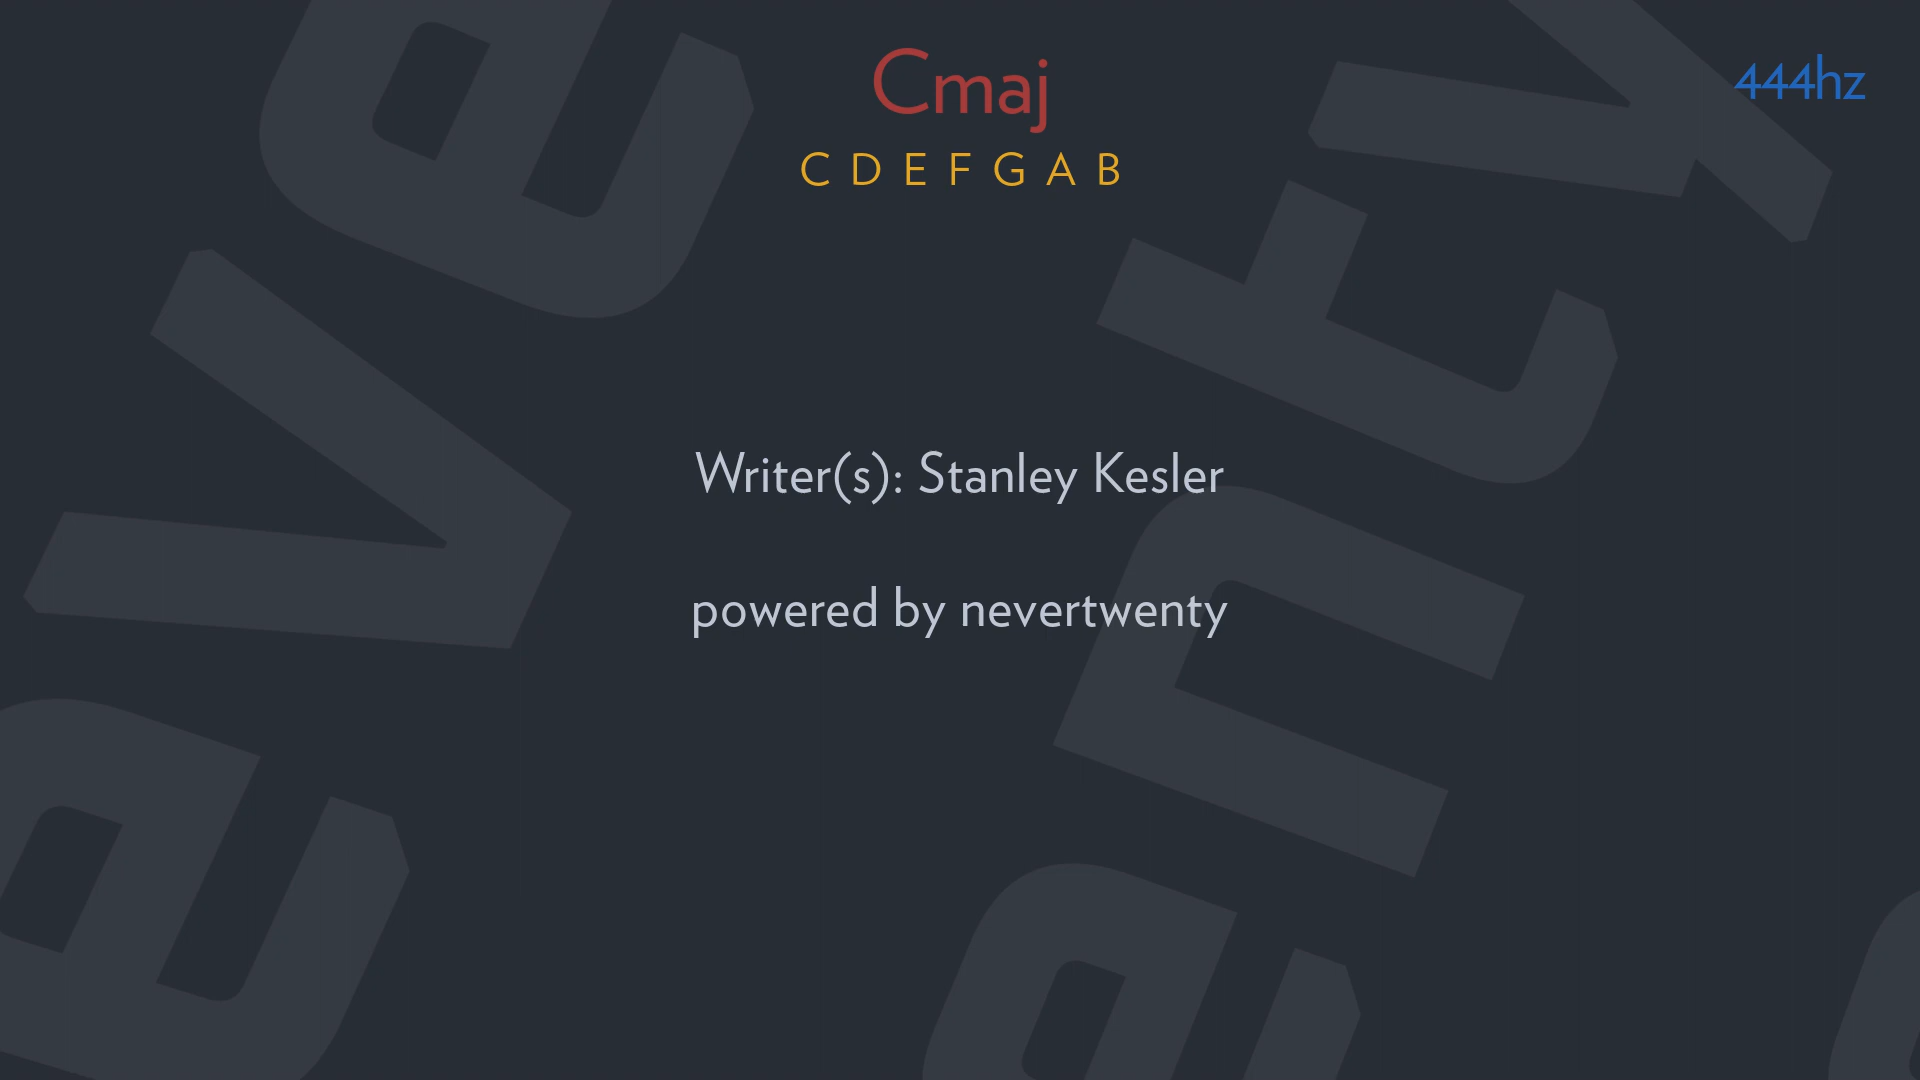 Cmaj
444hz
C D E F G A B
Writer(s): Stanley Kesler
powered by nevertwenty